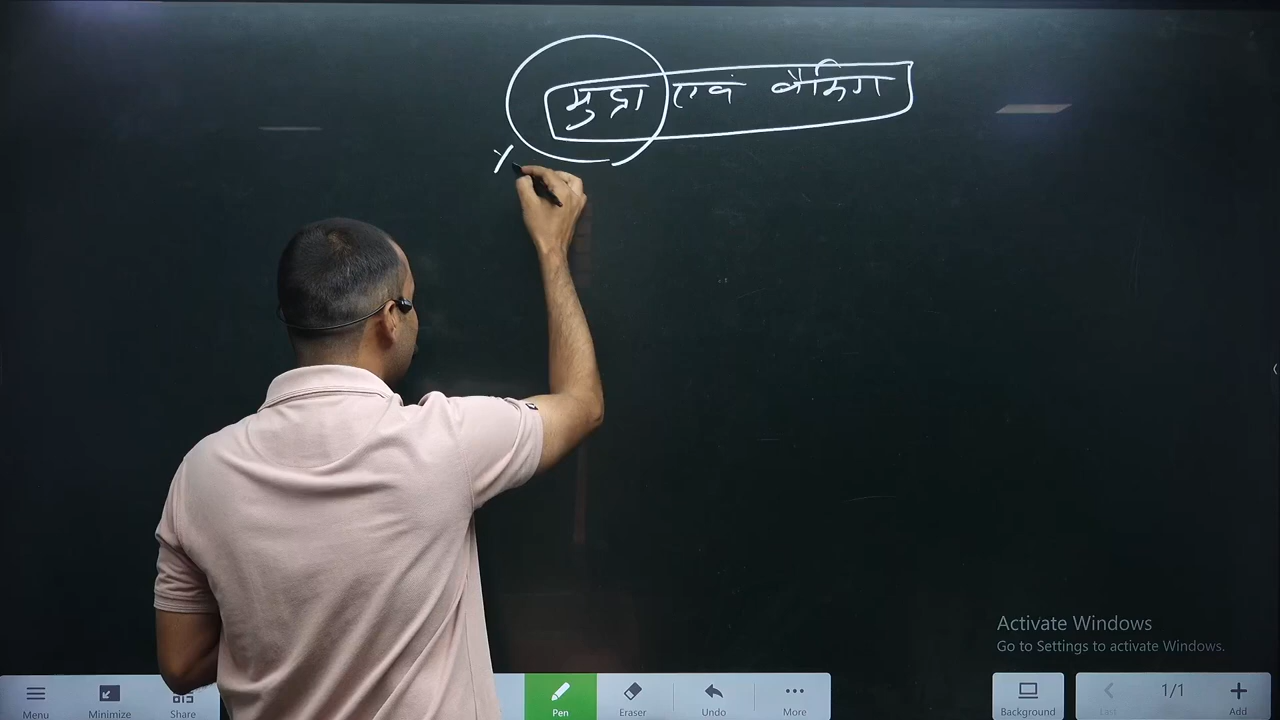 मुद्रा एवं बैंकिंग
Activate Windows
Go to Settings to activate Windows.
Menu
Minimize
Share
Pen
Eraser
Undo
More
Background
1/1
Add